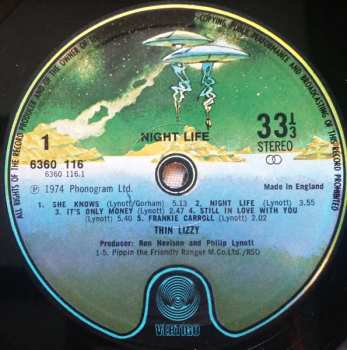 ALL RIGHTS OF THE RECORD PRODUCER AND OF THE OWNER OF
COPYING, PUBLIC PERFORMANCE AND BROADCASTING OF THIS RECORD
NIGHT LIFE
1
33⅓
STEREO
6360 116
6360 116.1
℗ 1974 Phonogram Ltd.
Made in England
1. SHE KNOWS (Lynott/Gorham) 5.13 2. NIGHT LIFE (Lynott) 3.55
3. IT'S ONLY MONEY (Lynott) 2.47 4. STILL IN LOVE WITH YOU
(Lynott) 5.40 5. FRANKIE CARROLL (Lynott) 2.02
THIN LIZZY
Producer: Ron Nevison and Philip Lynott
1-5. Pippin the Friendly Ranger M.Co.Ltd./RSO
VERTIGO